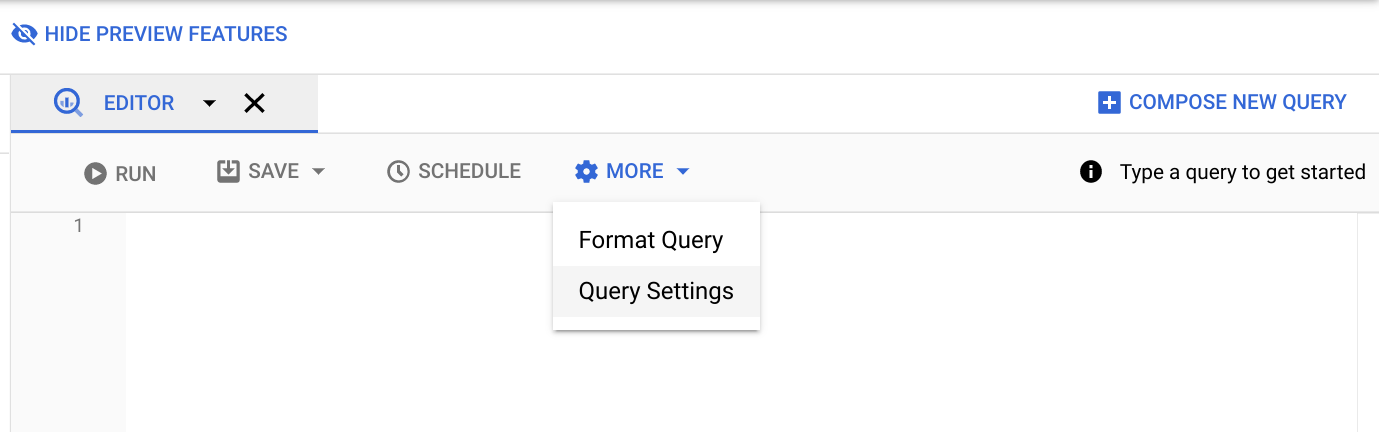 HIDE PREVIEW FEATURES
EDITOR
COMPOSE NEW QUERY
RUN SAVE SCHEDULE MORE Type a query to get started
1
Format Query
Query Settings